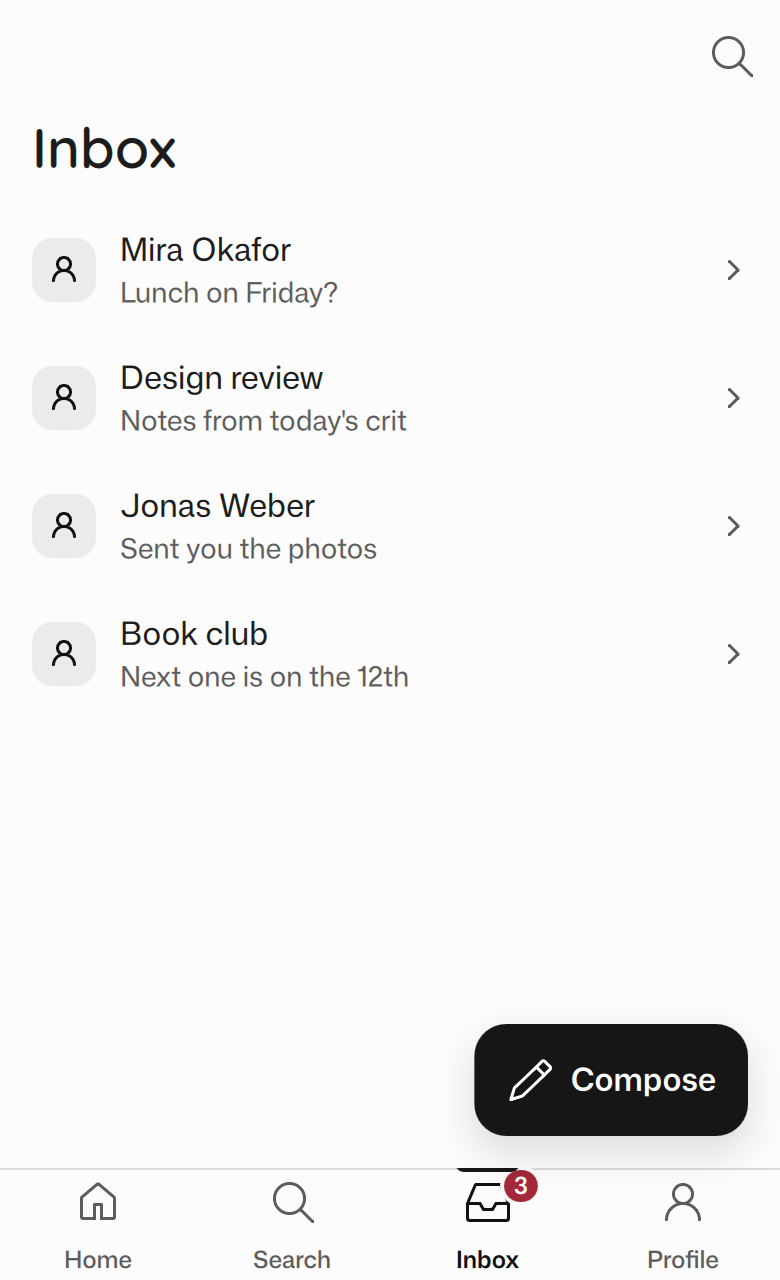 Inbox
Mira Okafor
Lunch on Friday?
Design review
Notes from today's crit
Jonas Weber
Sent you the photos
Book club
Next one is on the 12th
Compose
3
Home
Search
Inbox
Profile